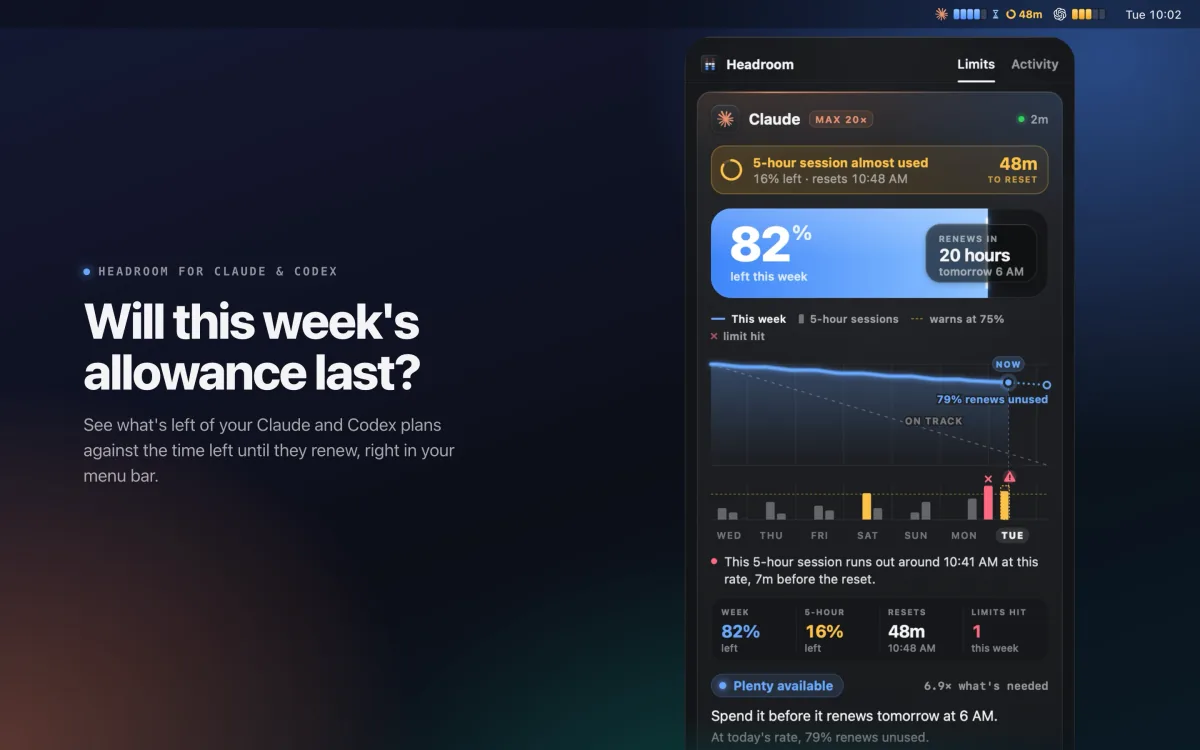 48m
Tue 10:02
Headroom
Limits
Activity
Claude
MAX 20×
2m
5-hour session almost used
16% left · resets 10:48 AM
48m
TO RESET
82%
left this week
RENEWS IN
20 hours
tomorrow 6 AM
This week
5-hour sessions
warns at 75%
× limit hit
NOW
79% renews unused
ON TRACK
WED THU FRI SAT SUN MON TUE
This 5-hour session runs out around 10:41 AM at this
rate, 7m before the reset.
WEEK
82%
left
5-HOUR
16%
left
RESETS
48m
10:48 AM
LIMITS HIT
1
this week
Plenty available
6.9× what's needed
Spend it before it renews tomorrow at 6 AM.
At today's rate, 79% renews unused.
HEADROOM FOR CLAUDE & CODEX
Will this week's
allowance last?
See what's left of your Claude and Codex plans
against the time left until they renew, right in your
menu bar.